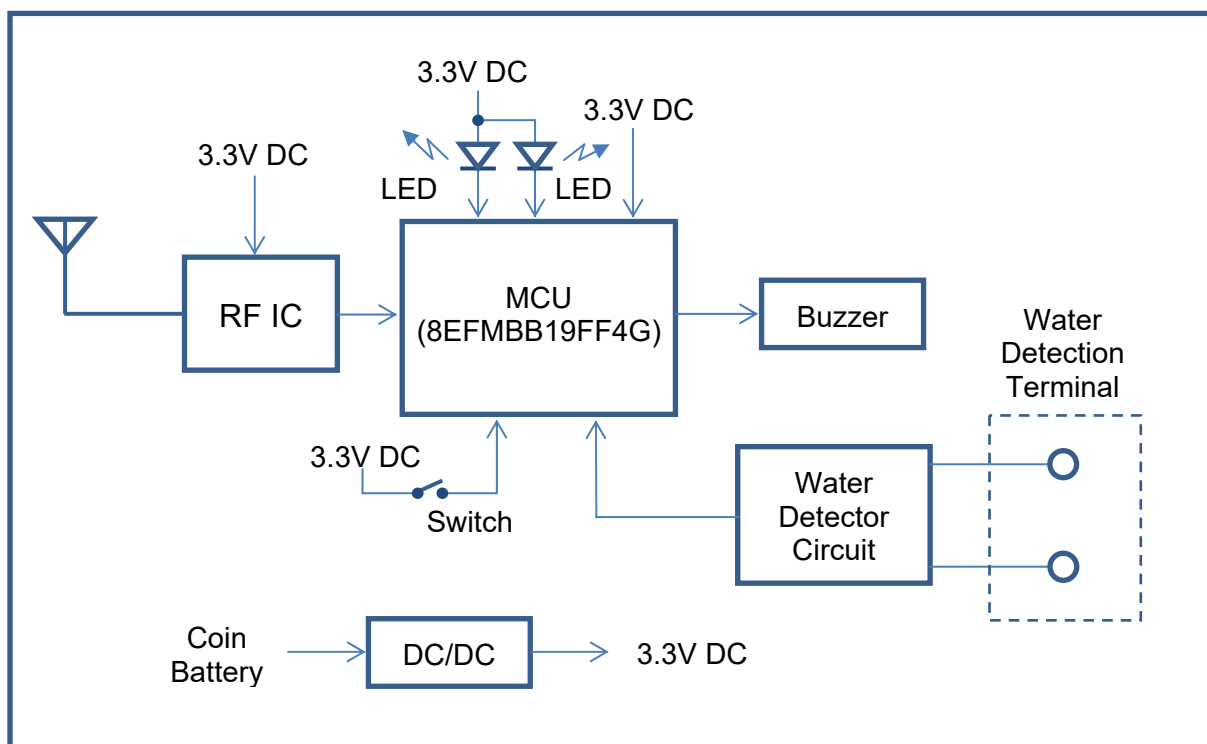 3.3V DC
3.3V DC
3.3V DC
LED
LED
RF IC
MCU
(8EFMBB19FF4G)
Buzzer
Water
Detection
Terminal
3.3V DC
Switch
Water
Detector
Circuit
Coin
Battery
DC/DC
3.3V DC